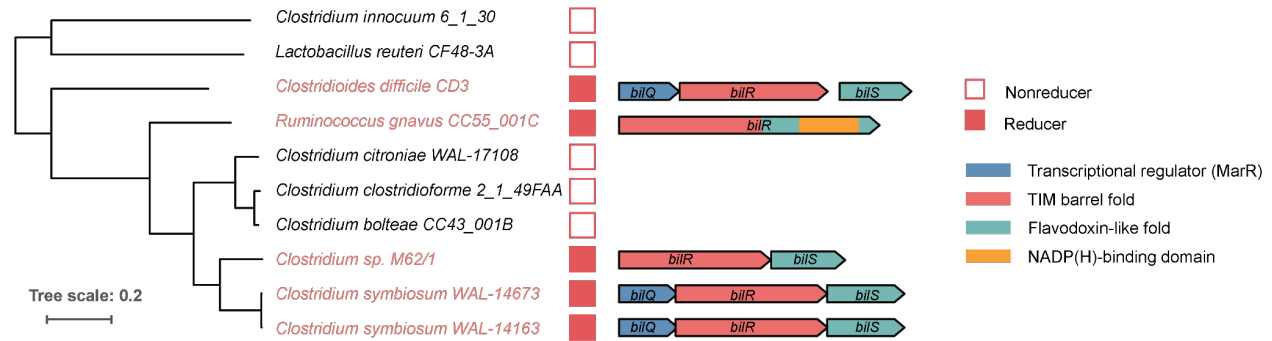 Clostridium innocuum 6_1_30
Lactobacillus reuteri CF48-3A
Clostridioides difficile CD3
bilQ bilR bilS
Ruminococcus gnavus CC55_001C
bilR
Clostridium citroniae WAL-17108
Clostridium clostridioforme 2_1_49FAA
Clostridium bolteae CC43_001B
Clostridium sp. M62/1
bilR bilS
Clostridium symbiosum WAL-14673
bilQ bilR bilS
Clostridium symbiosum WAL-14163
bilQ bilR bilS
Tree scale: 0.2
Nonreducer
Reducer
Transcriptional regulator (MarR)
TIM barrel fold
Flavodoxin-like fold
NADP(H)-binding domain